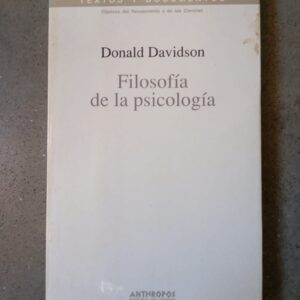 TEXTOS Y DOCUMENTOS
Clásicos del Pensamiento y de las Ciencias
Donald Davidson
Filosofía
de la psicología
ANTHROPOS